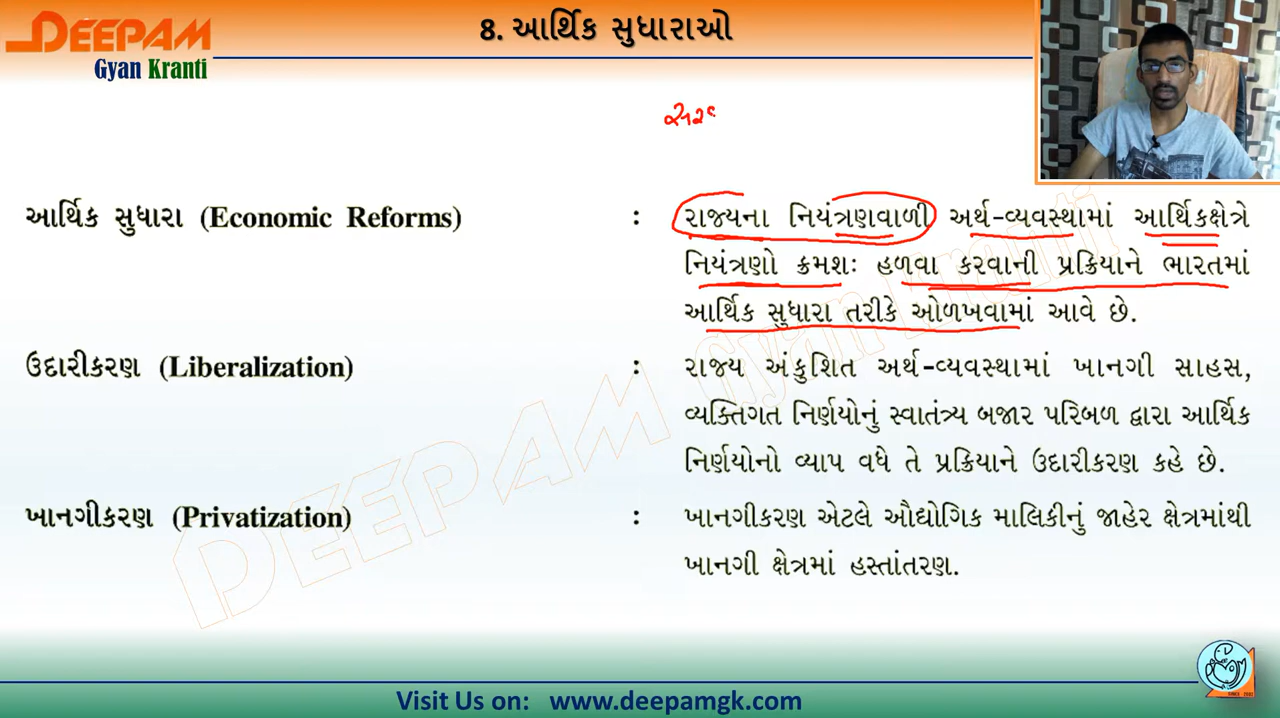 DEEPAM
Gyan Kranti
8. આર્થિક સુધારાઓ
આર્થિક સુધારા (Economic Reforms) : રાજ્યના નિયંત્રણવાળી અર્થ-વ્યવસ્થામાં આર્થિકક્ષેત્રે
નિયંત્રણો ક્રમશઃ હળવા કરવાની પ્રક્રિયાને ભારતમાં
આર્થિક સુધારા તરીકે ઓળખવામાં આવે છે.
ઉદારીકરણ (Liberalization) : રાજ્ય અંકુશિત અર્થ-વ્યવસ્થામાં ખાનગી સાહસ,
વ્યક્તિગત નિર્ણયોનું સ્વાતંત્ર્ય બજાર પરિબળ દ્વારા આર્થિક
નિર્ણયોનો વ્યાપ વધે તે પ્રક્રિયાને ઉદારીકરણ કહે છે.
ખાનગીકરણ (Privatization) : ખાનગીકરણ એટલે ઔદ્યોગિક માલિકીનું જાહેર ક્ષેત્રમાંથી
ખાનગી ક્ષેત્રમાં હસ્તાંતરણ.
DEEPAM Gyan Kranti
Visit Us on: www.deepamgk.com